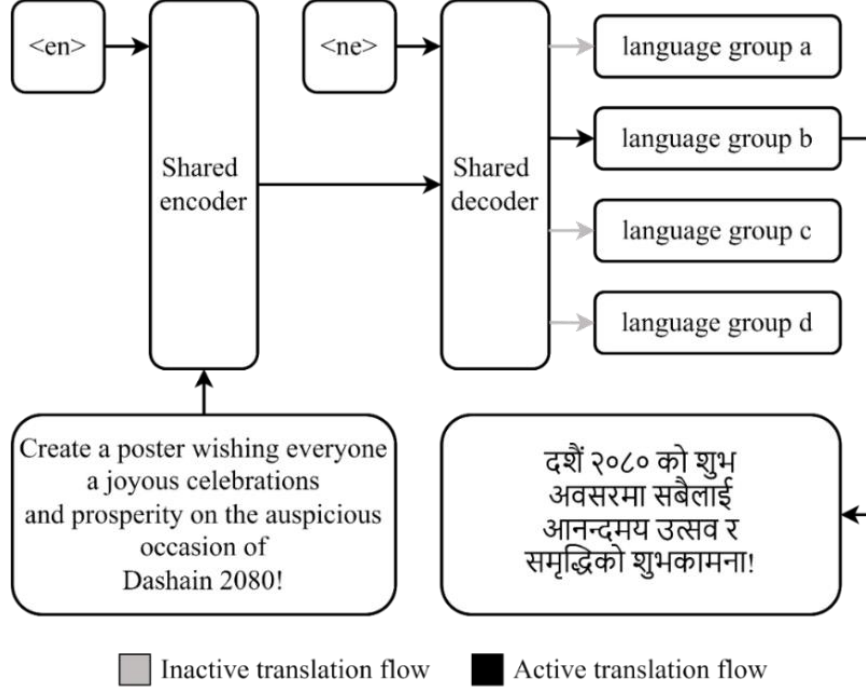 <en>
<ne>
Shared
encoder
Shared
decoder
language group a
language group b
language group c
language group d
Create a poster wishing everyone
a joyous celebrations
and prosperity on the auspicious
occasion of
Dashain 2080!
दशैं २०८० को शुभ
अवसरमा सबैलाई
आनन्दमय उत्सव र
समृद्धिको शुभकामना!
Inactive translation flow
Active translation flow